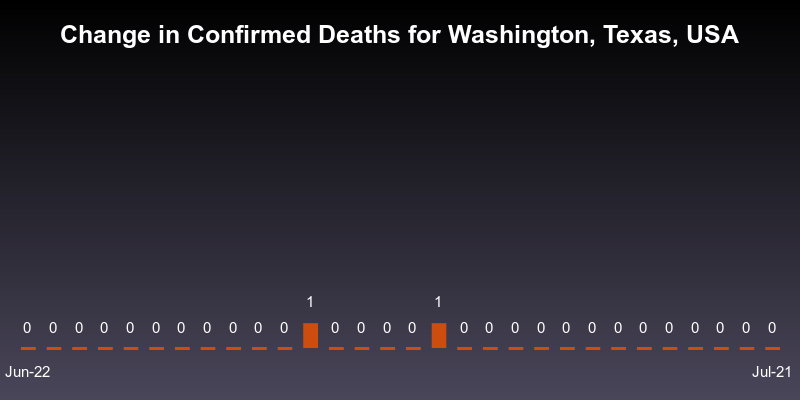 Change in Confirmed Deaths for Washington, Texas, USA
1 1
0 0 0 0 0 0 0 0 0 0 0 0 0 0 0 0 0 0 0 0 0 0 0 0 0 0 0 0
Jun-22 Jul-21